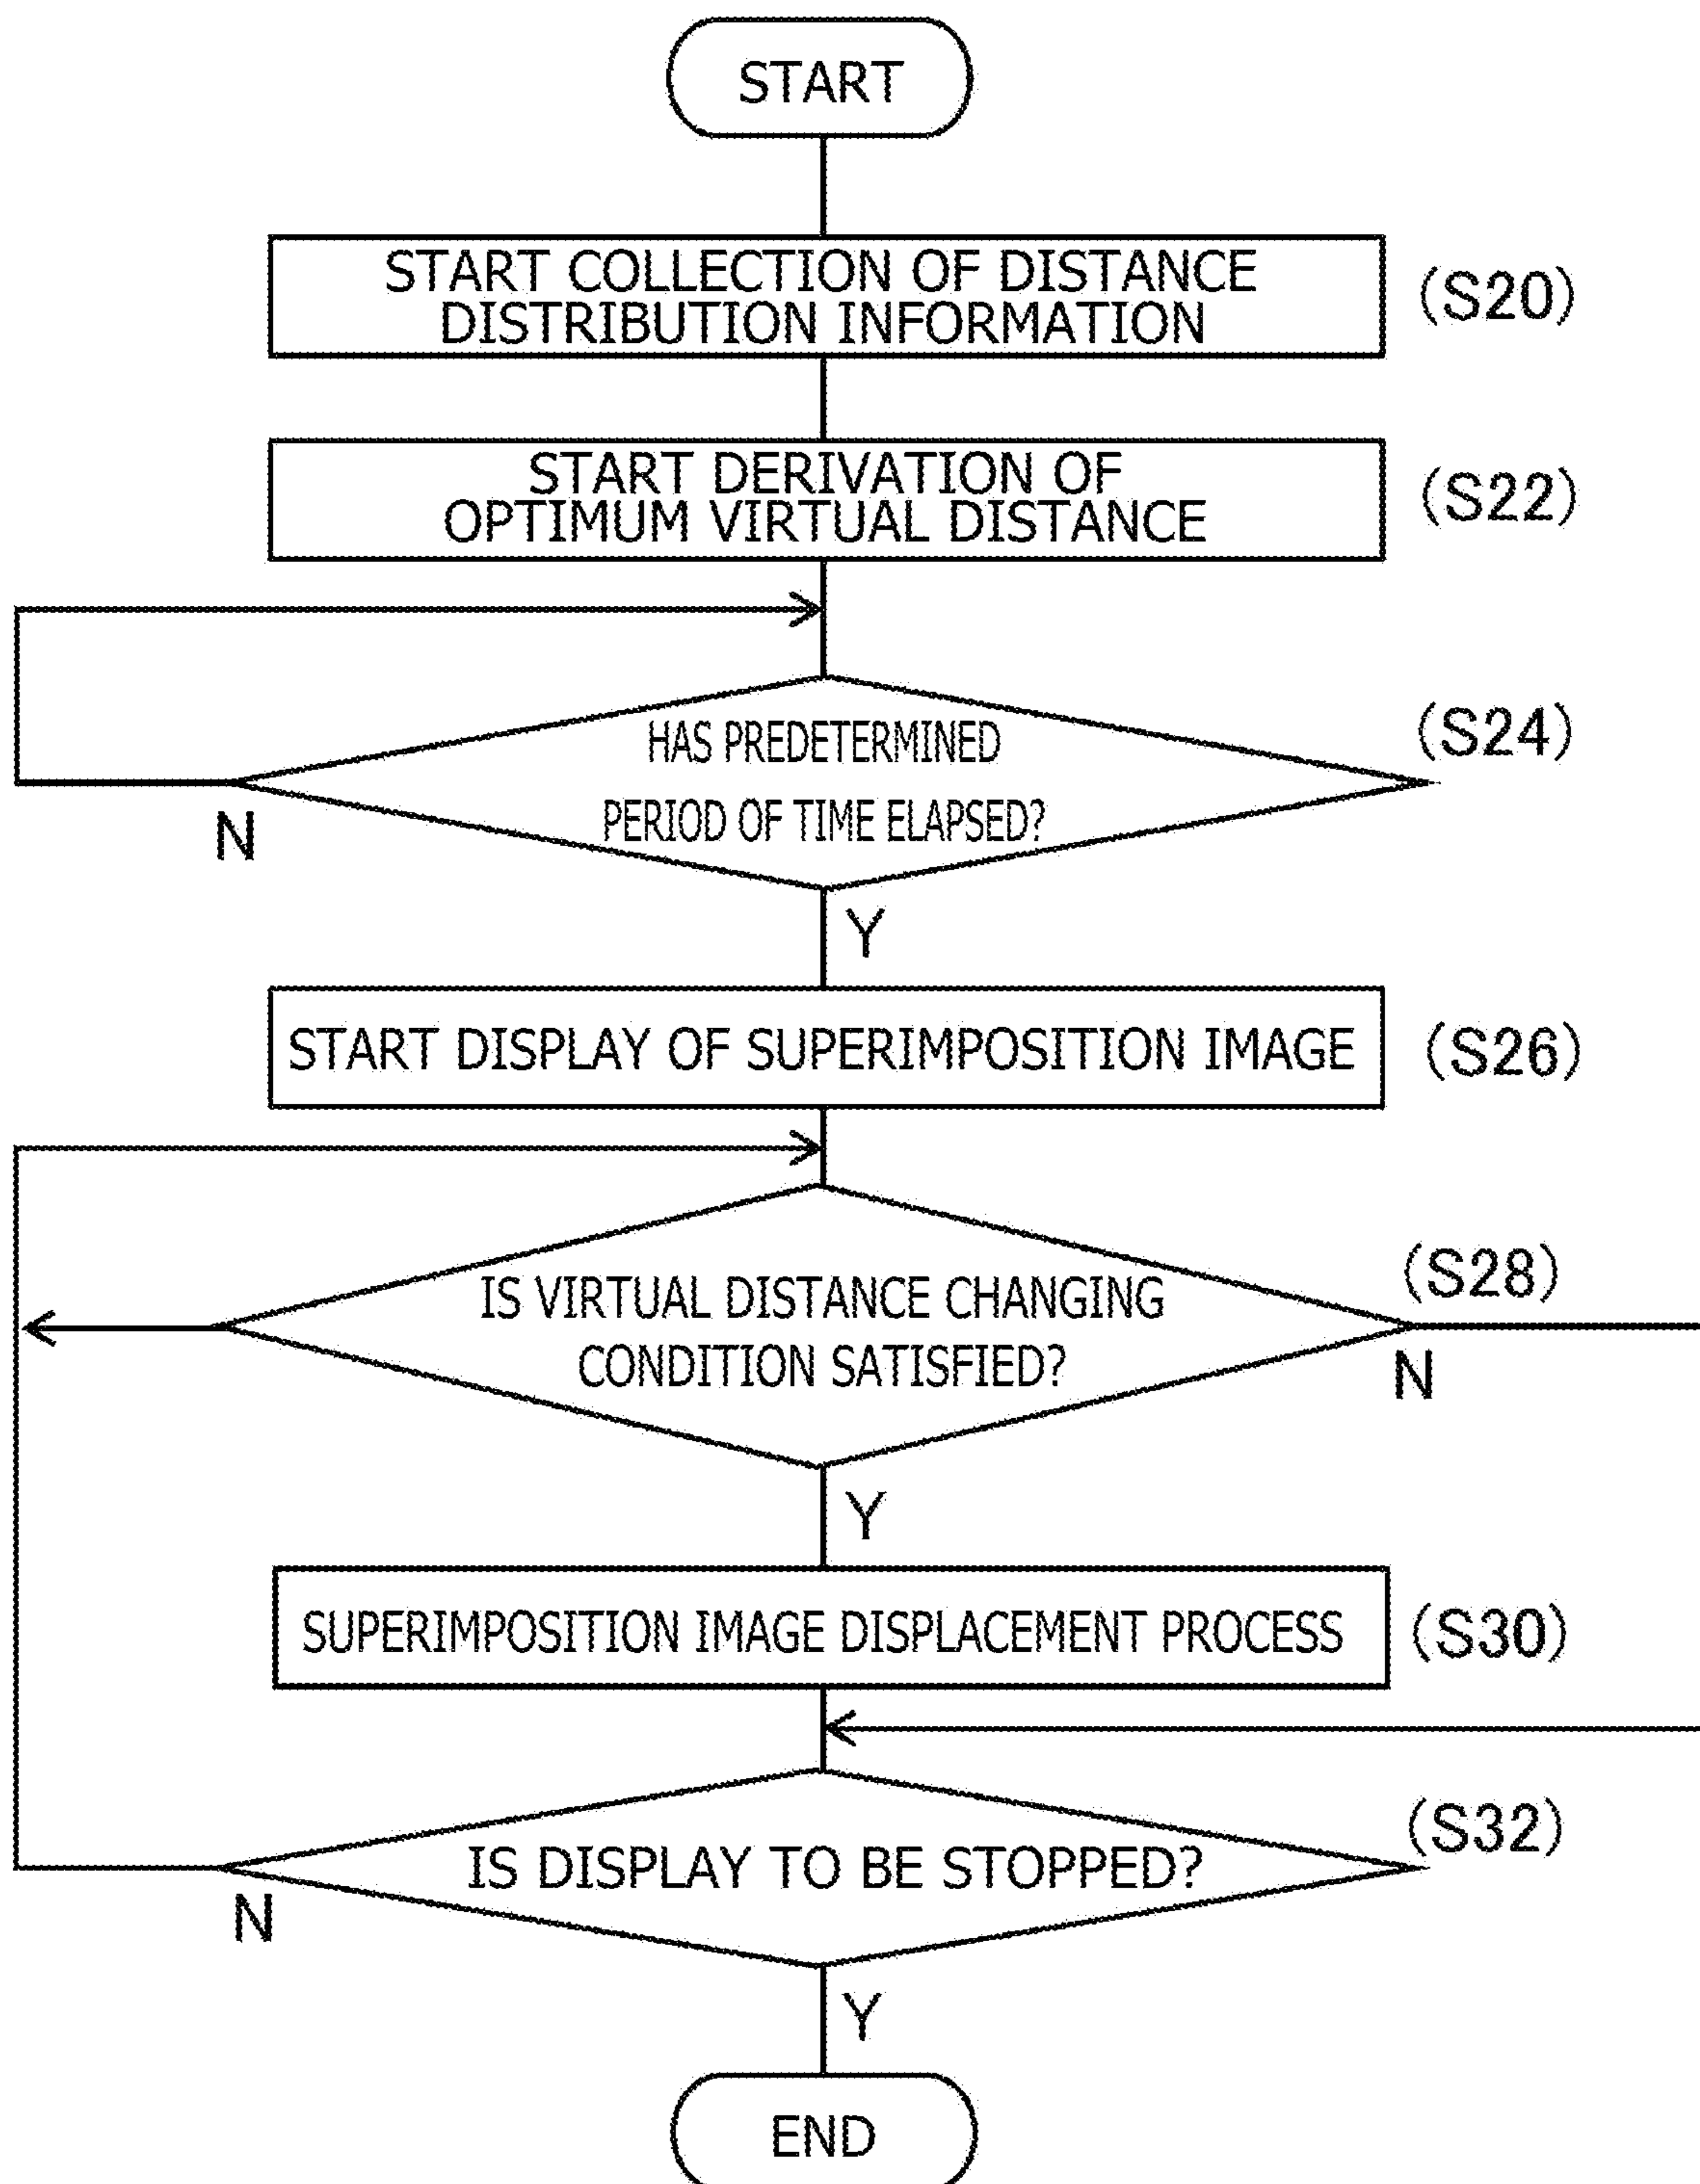 START
START COLLECTION OF DISTANCE
DISTRIBUTION INFORMATION
(S20)
START DERIVATION OF
OPTIMUM VIRTUAL DISTANCE
(S22)
HAS PREDETERMINED
PERIOD OF TIME ELAPSED?
(S24)
N
Y
START DISPLAY OF SUPERIMPOSITION IMAGE
(S26)
IS VIRTUAL DISTANCE CHANGING
CONDITION SATISFIED?
(S28)
N
Y
SUPERIMPOSITION IMAGE DISPLACEMENT PROCESS
(S30)
IS DISPLAY TO BE STOPPED?
(S32)
N
Y
END